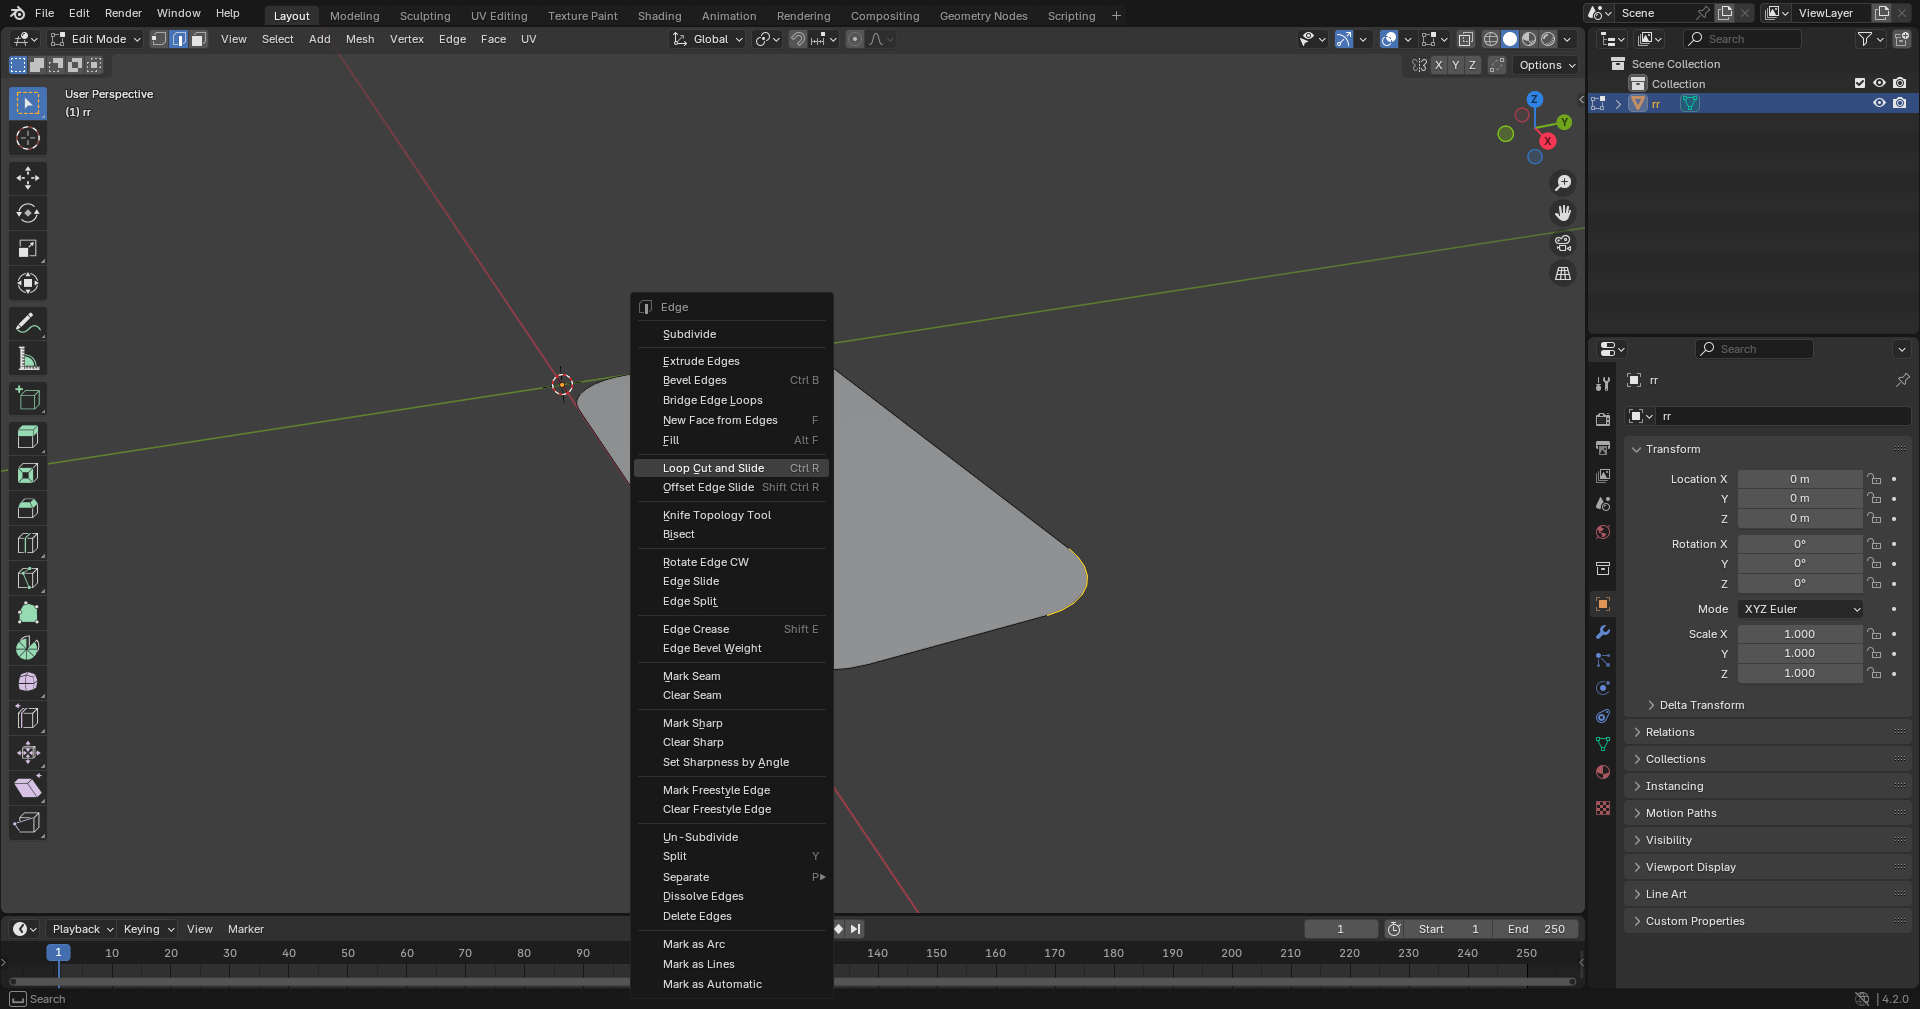 File Edit Render Window Help Layout Modeling Sculpting UV Editing Texture Paint Shading Animation Rendering Compositing Geometry Nodes Scripting + Scene ViewLayer
Edit Mode View Select Add Mesh Vertex Edge Face UV Global Search
X Y Z Options
User Perspective
(1) rr
Z
Y
X
Edge
Subdivide
Extrude Edges
Bevel Edges Ctrl B
Bridge Edge Loops
New Face from Edges F
Fill Alt F
Loop Cut and Slide Ctrl R
Offset Edge Slide Shift Ctrl R
Knife Topology Tool
Bisect
Rotate Edge CW
Edge Slide
Edge Split
Edge Crease Shift E
Edge Bevel Weight
Mark Seam
Clear Seam
Mark Sharp
Clear Sharp
Set Sharpness by Angle
Mark Freestyle Edge
Clear Freestyle Edge
Un-Subdivide
Split Y
Separate P
Dissolve Edges
Delete Edges
Mark as Arc
Mark as Lines
Mark as Automatic
Scene Collection
Collection
rr
Search
rr
rr
Transform
Location X 0 m
Y 0 m
Z 0 m
Rotation X 0°
Y 0°
Z 0°
Mode XYZ Euler
Scale X 1.000
Y 1.000
Z 1.000
Delta Transform
Relations
Collections
Instancing
Motion Paths
Visibility
Viewport Display
Line Art
Custom Properties
Playback Keying View Marker 1 Start 1 End 250
1 10 20 30 40 50 60 70 80 90 140 150 160 170 180 190 200 210 220 230 240 250
Search 4.2.0